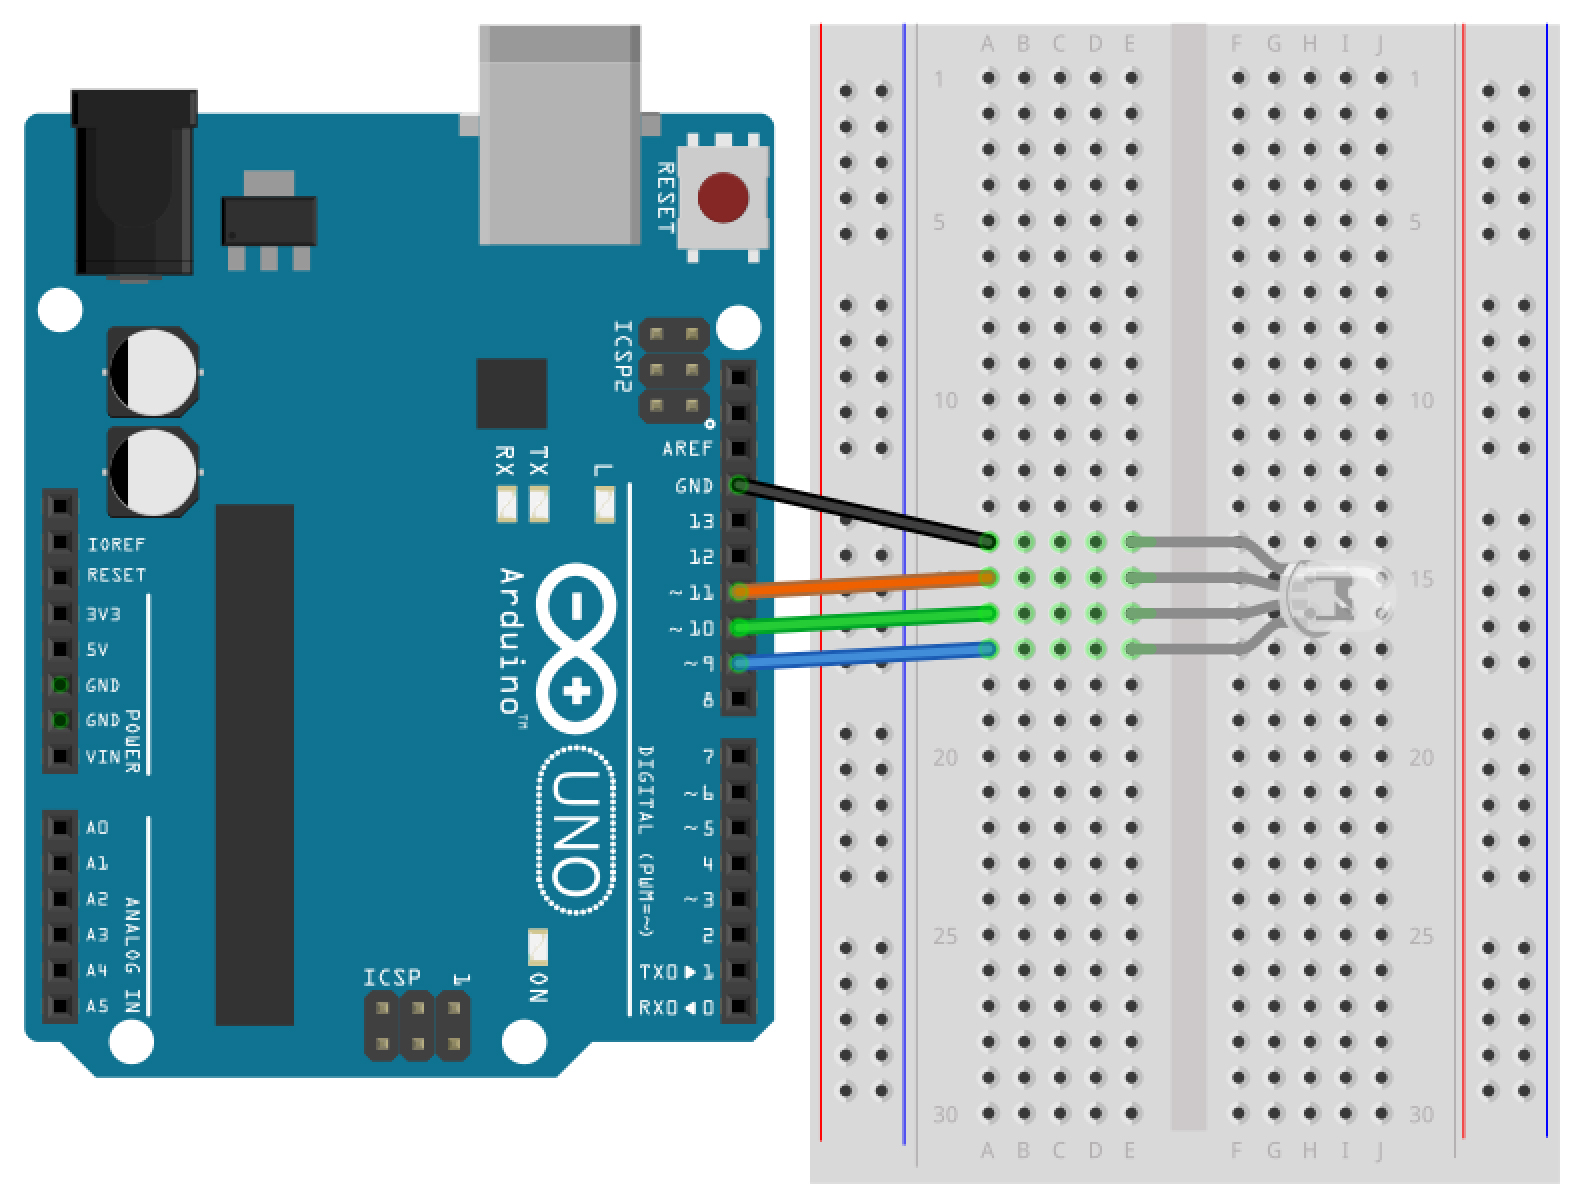 RESET
ICSP2
AREF
GND
13
12
~11
~10
~9
8
7
~6
~5
4
~3
2
TX0▶1
RX0◀0
RX
TX
L
Arduino™
UNO
DIGITAL (PWM=~)
ON
ICSP
1
IOREF
RESET
3V3
5V
GND
GND
VIN
POWER
A0
A1
A2
A3
A4
A5
ANALOG IN
A B C D E F G H I J
1 1
5 5
10 10
15
20 20
25 25
30 30
A B C D E F G H I J